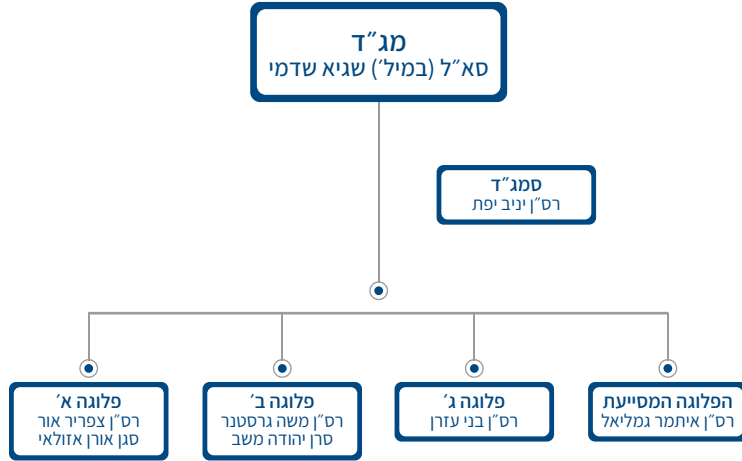 מג״ד
סא״ל (במיל׳) שגיא שדמי
סמג״ד
רס״ן יניב יפת
פלוגה א׳
רס״ן צפריר אור
סגן אורן אזולאי
פלוגה ב׳
רס״ן משה גרסטנר
סרן יהודה משב
פלוגה ג׳
רס״ן בני עזרן
הפלוגה המסייעת
רס״ן איתמר גמליאל